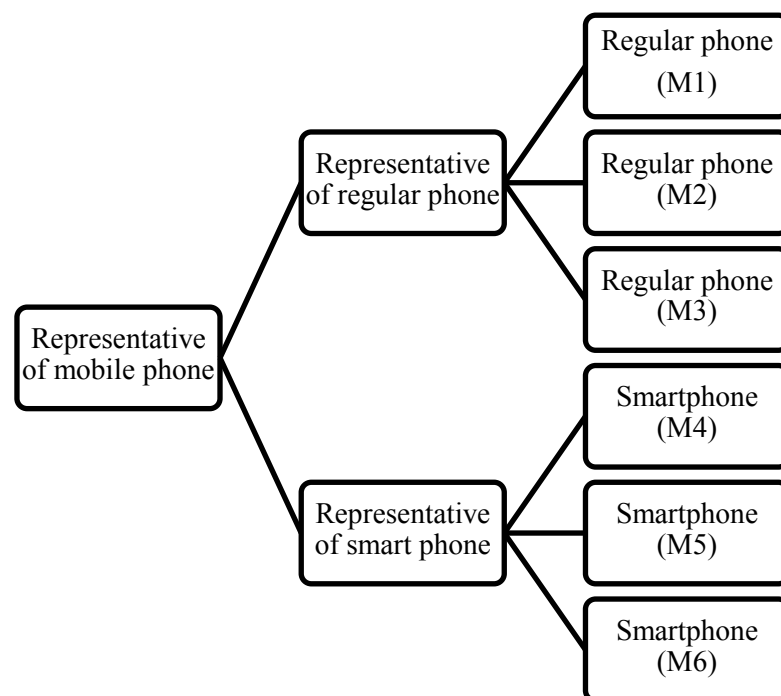 Regular phone
(M1)
Representative
of regular phone
Regular phone
(M2)
Regular phone
(M3)
Representative
of mobile phone
Smartphone
(M4)
Representative
of smart phone
Smartphone
(M5)
Smartphone
(M6)